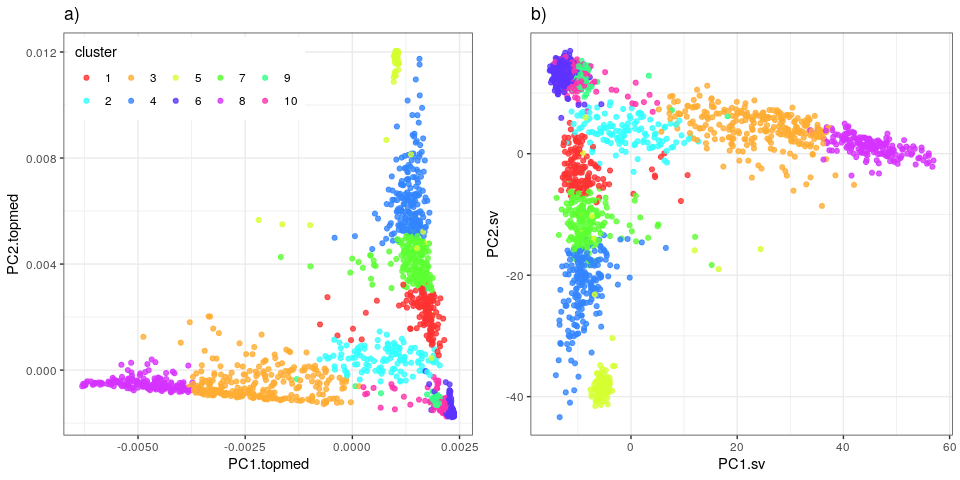 a)
cluster
1 3 5 7 9
2 4 6 8 10
0.012
0.008
0.004
0.000
PC2.topmed
-0.0050 -0.0025 0.0000 0.0025
PC1.topmed
b)
0
-20
-40
PC2.sv
0 20 40 60
PC1.sv